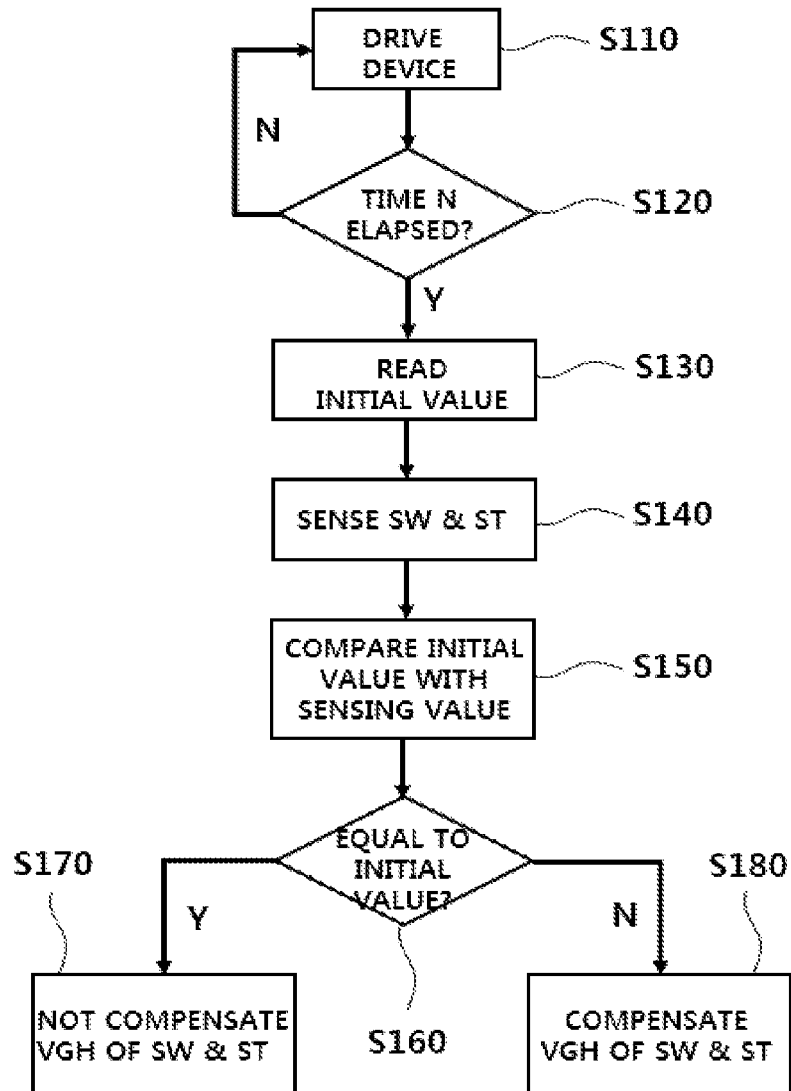 DRIVE
DEVICE
S110
N
TIME N
ELAPSED?
S120
Y
READ
INITIAL VALUE
S130
SENSE SW & ST
S140
COMPARE INITIAL
VALUE WITH
SENSING VALUE
S150
EQUAL TO
INITIAL
VALUE?
S160
S170
Y
S180
N
NOT COMPENSATE
VGH OF SW & ST
COMPENSATE
VGH OF SW & ST